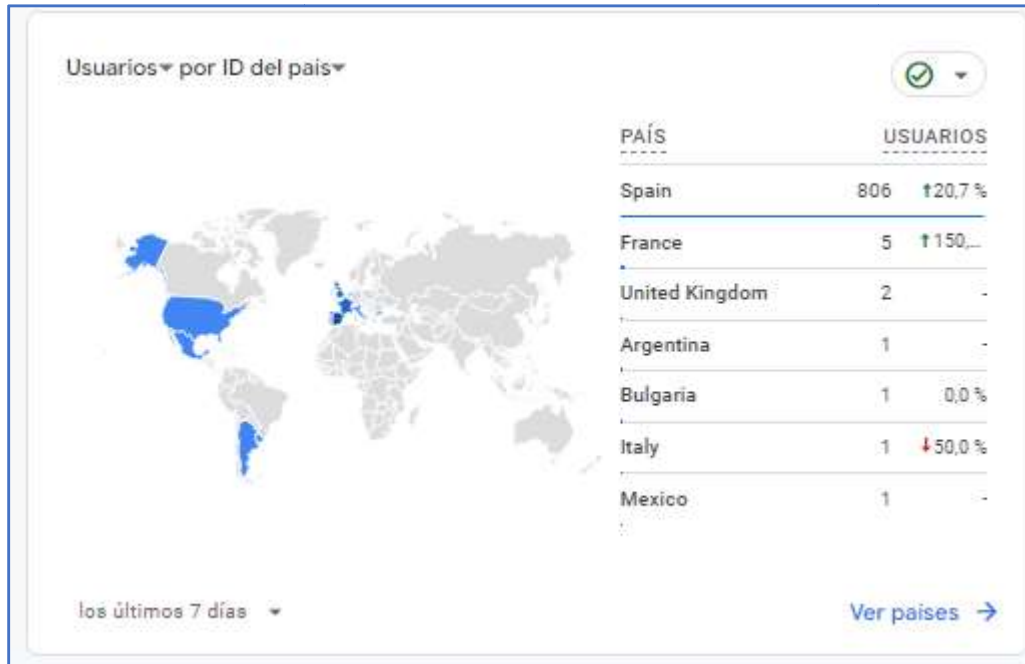 Usuarios por ID del país
PAÍS USUARIOS
Spain 806 ↑20,7 %
France 5 ↑150,...
United Kingdom 2 -
Argentina 1 -
Bulgaria 1 0,0 %
Italy 1 ↓50,0 %
Mexico 1 -
los últimos 7 días
Ver países →